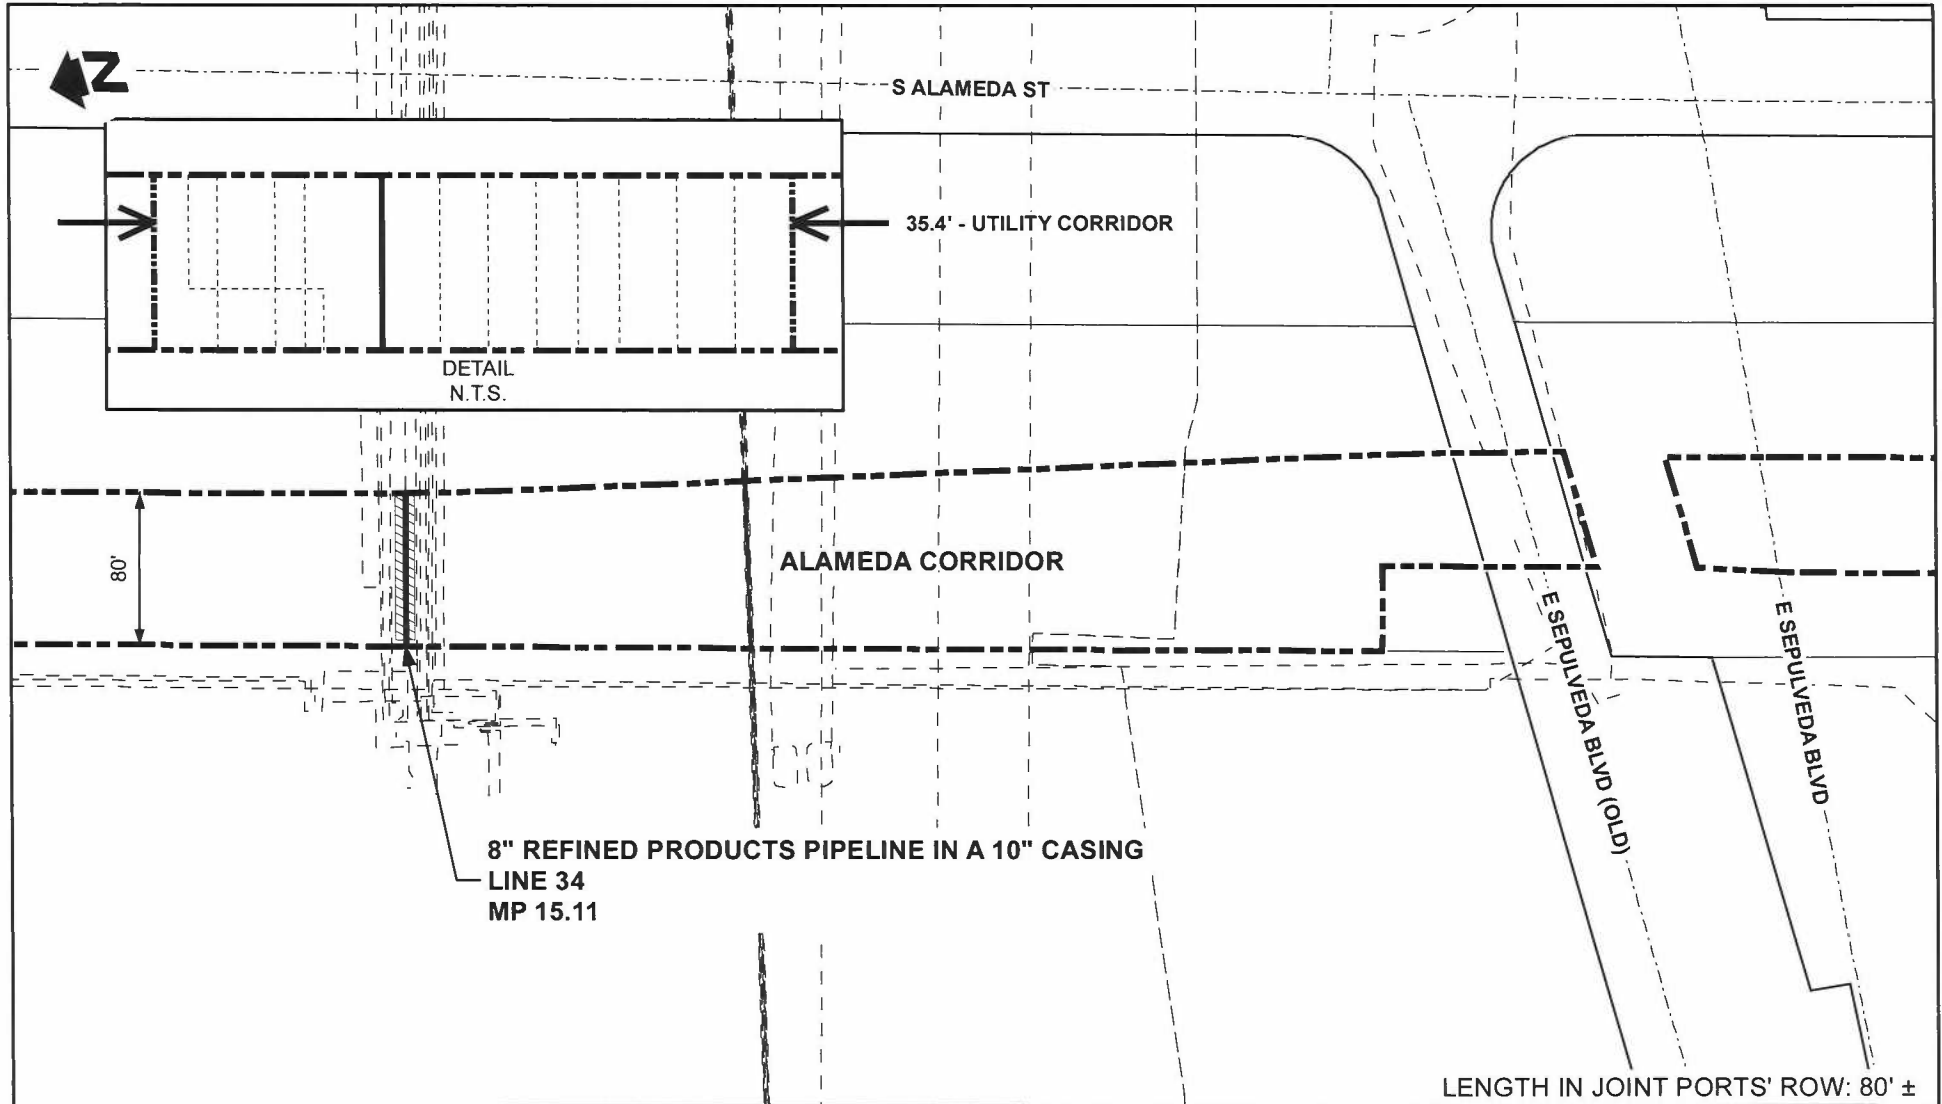 N
S ALAMEDA ST
35.4' - UTILITY CORRIDOR
DETAIL
N.T.S.
80'
ALAMEDA CORRIDOR
E SEPULVEDA BLVD (OLD)
E SEPULVEDA BLVD
8" REFINED PRODUCTS PIPELINE IN A 10" CASING
LINE 34
MP 15.11
LENGTH IN JOINT PORTS' ROW: 80' ±